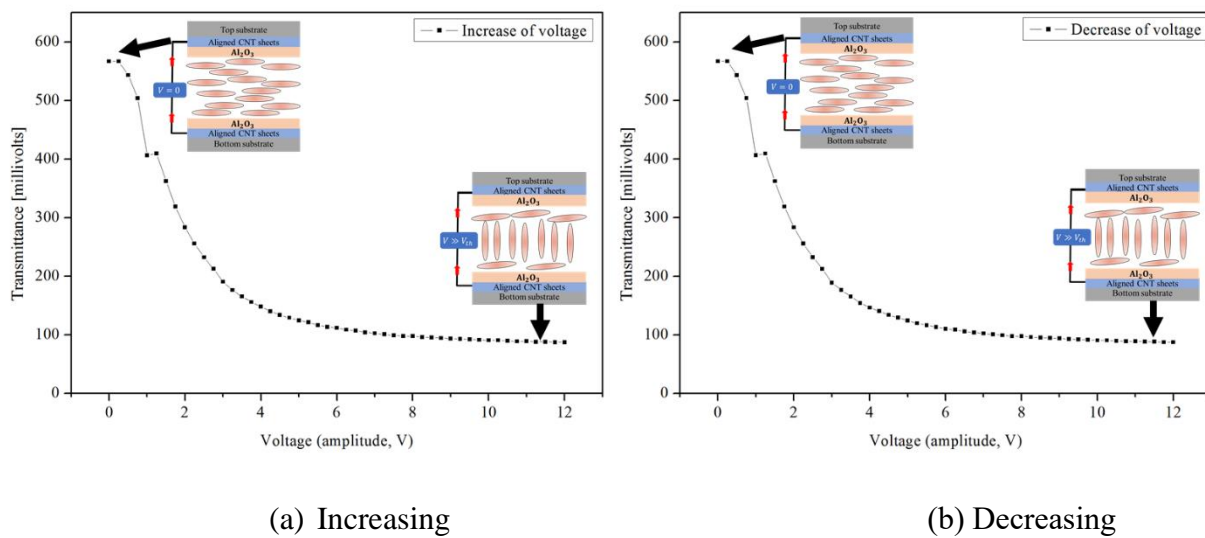 Increase of voltage
Top substrate
Aligned CNT sheets
Al₂O₃
V = 0
Al₂O₃
Aligned CNT sheets
Bottom substrate
Top substrate
Aligned CNT sheets
Al₂O₃
V ≫ Vₜₕ
Al₂O₃
Aligned CNT sheets
Bottom substrate
Transmittance [millivolts]
600
500
400
300
200
100
0
0 2 4 6 8 10 12
Voltage (amplitude, V)
(a) Increasing
Decrease of voltage
Top substrate
Aligned CNT sheets
Al₂O₃
V = 0
Al₂O₃
Aligned CNT sheets
Bottom substrate
Top substrate
Aligned CNT sheets
Al₂O₃
V ≫ Vₜₕ
Al₂O₃
Aligned CNT sheets
Bottom substrate
Transmittance [millivolts]
600
500
400
300
200
100
0
0 2 4 6 8 10 12
Voltage (amplitude, V)
(b) Decreasing